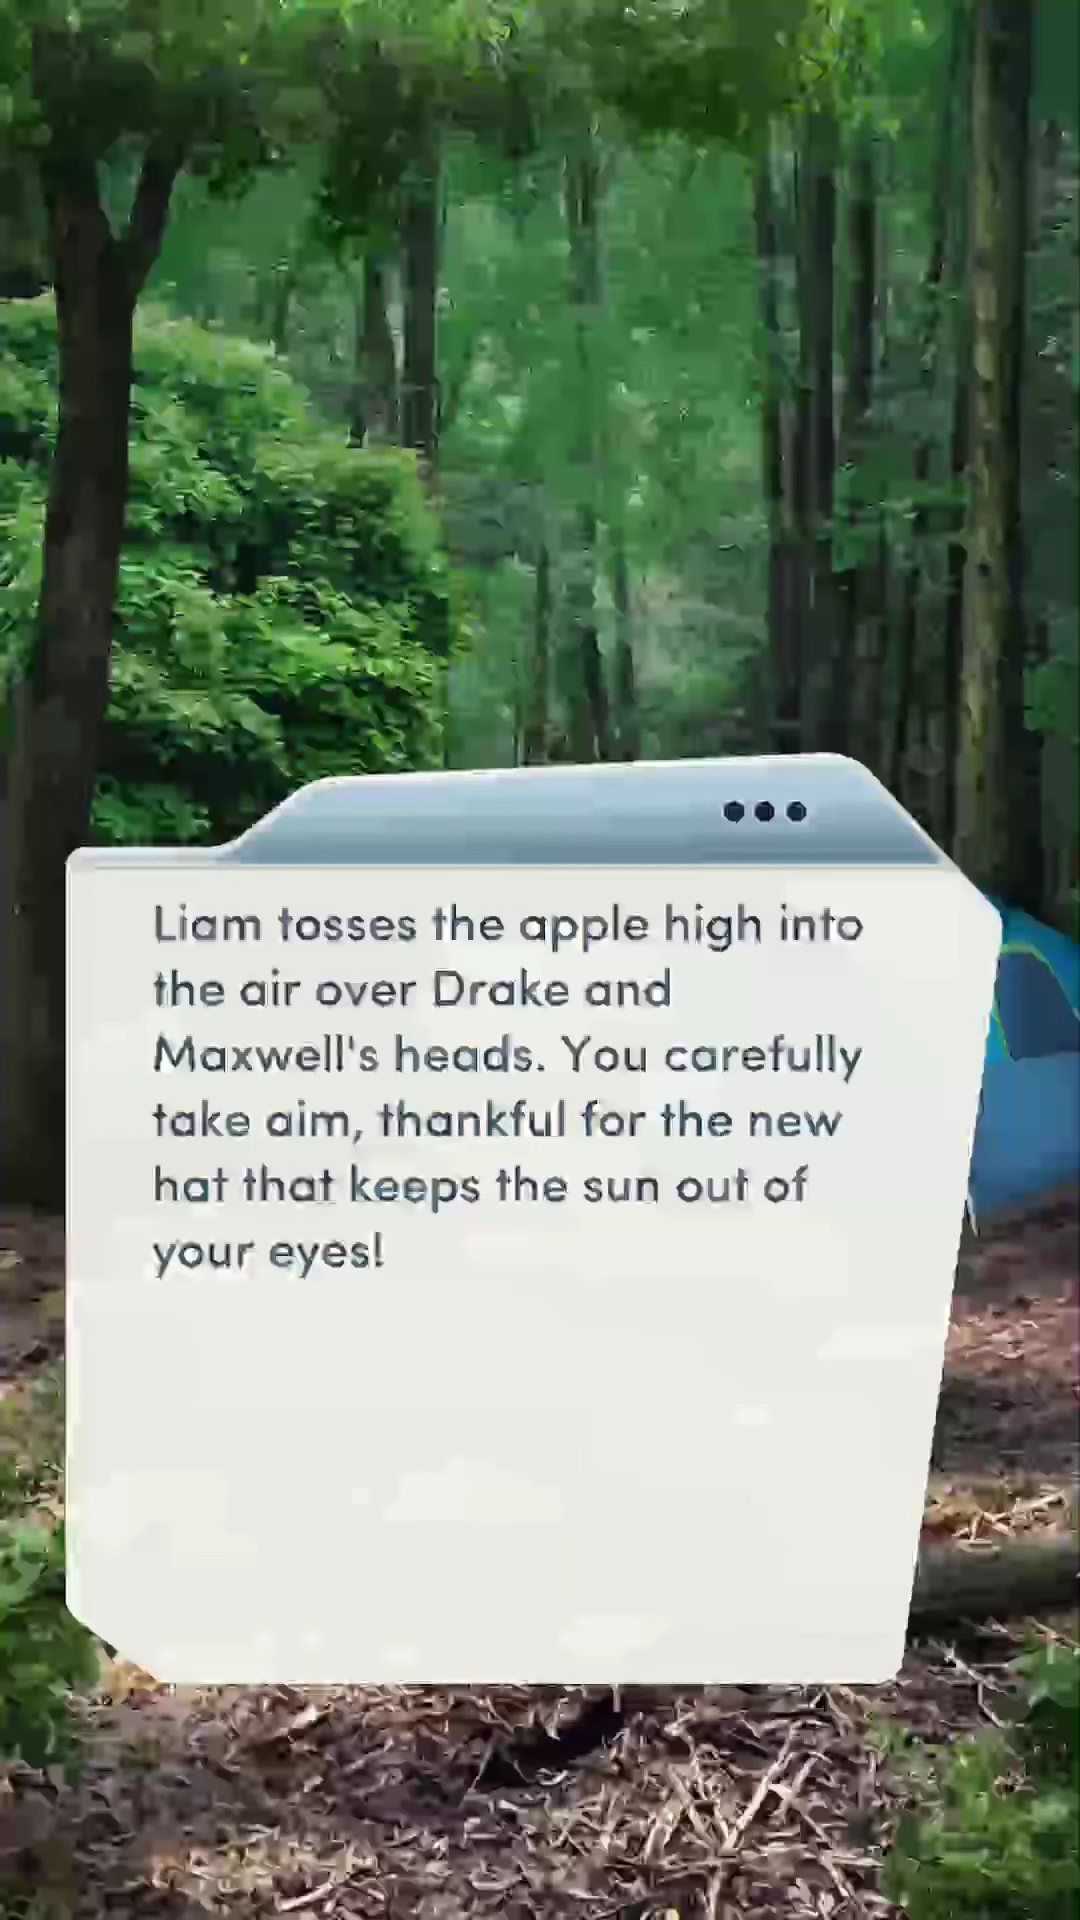 Liam tosses the apple high into
the air over Drake and
Maxwell's heads. You carefully
take aim, thankful for the new
hat that keeps the sun out of
your eyes!